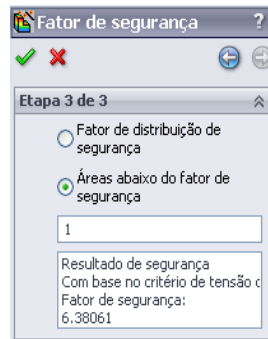 Fator de segurança ?
Etapa 3 de 3
Fator de distribuição de
segurança
Áreas abaixo do fator de
segurança
1
Resultado de segurança
Com base no critério de tensão
Fator de segurança:
6.38061